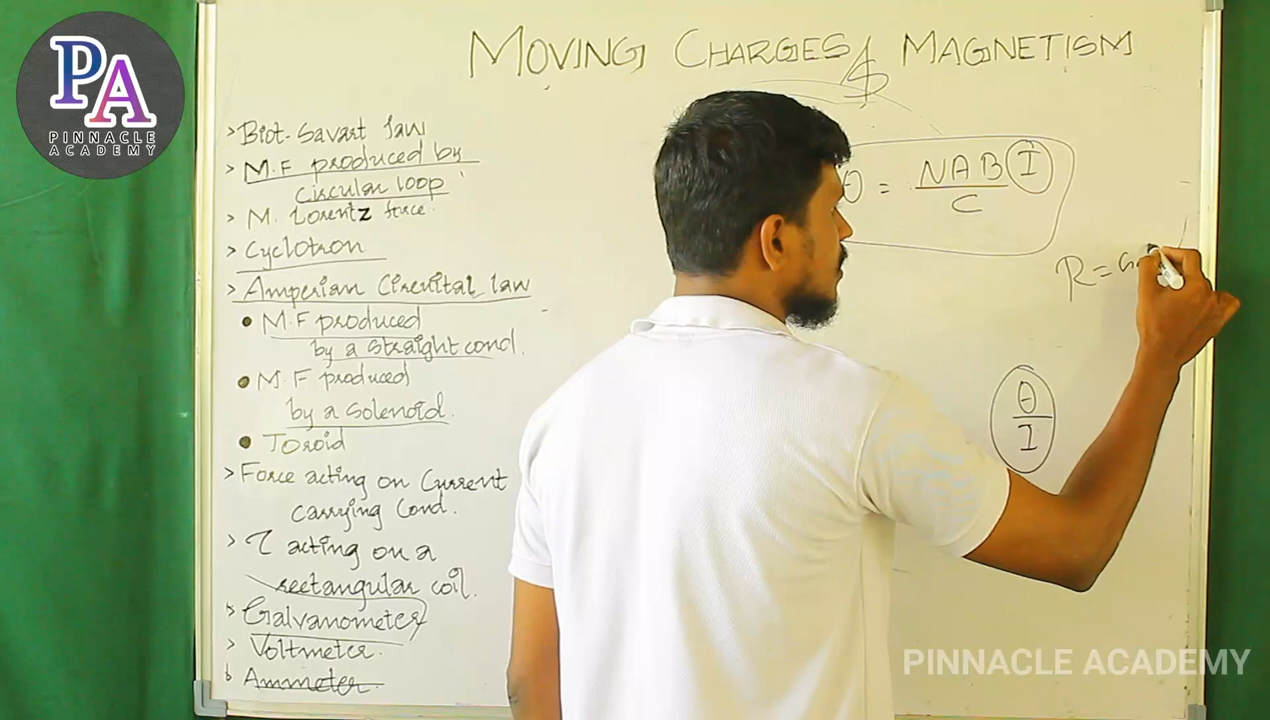 PA
PINNACLE
ACADEMY
MOVING CHARGES & MAGNETISM
> Biot-Savart law
> M.F produced by
circular loop
> M. Lorentz force
> Cyclotron
> Amperian Circuital law
• M.F produced
by a straight cond.
• M.F produced
by a solenoid.
• Toroid
> Force acting on Current
carrying Cond.
> τ acting on a
rectangular coil.
> Galvanometer
> Voltmeter.
> Ammeter.
θ = NABI
C
R =
θ
I
PINNACLE ACADEMY